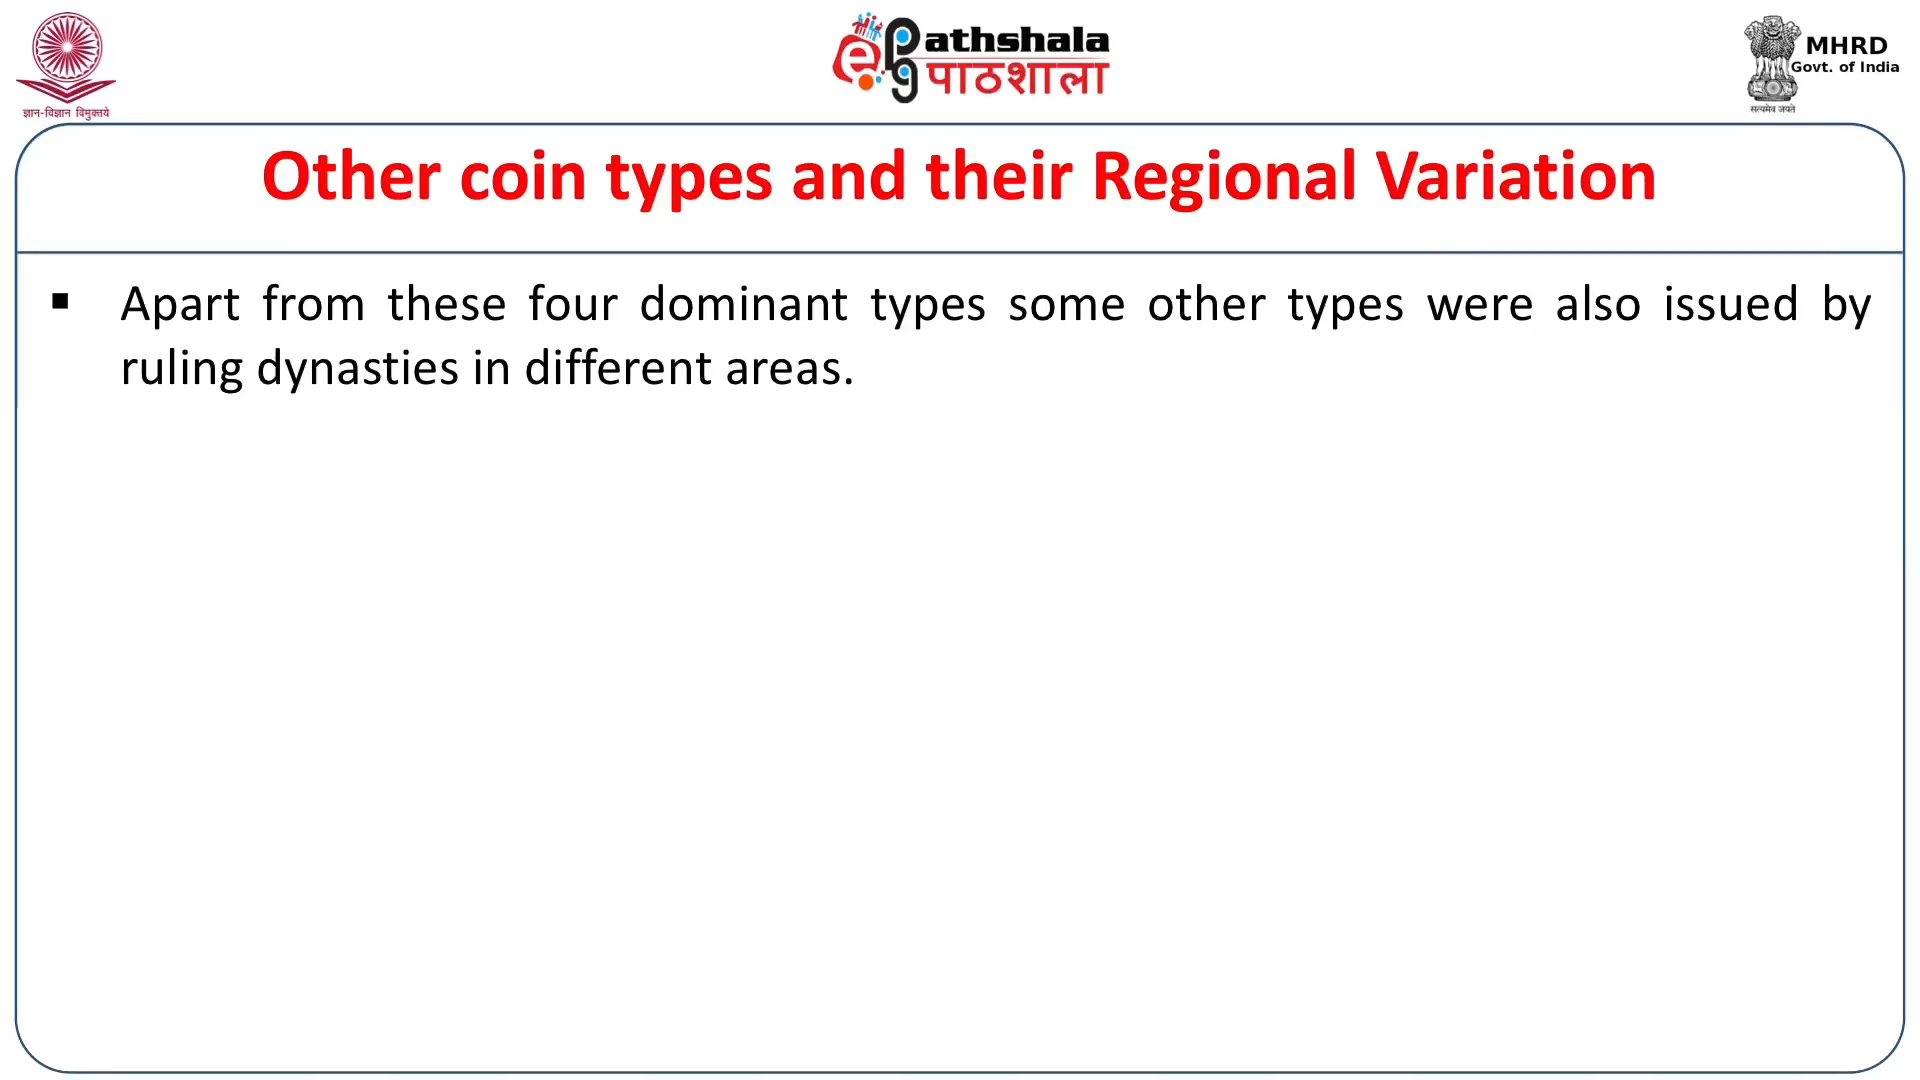 ज्ञान-विज्ञान विमुक्तये
ePathshala
पाठशाला
MHRD
Govt. of India
सत्यमेव जयते
Other coin types and their Regional Variation
▪ Apart from these four dominant types some other types were also issued by
ruling dynasties in different areas.